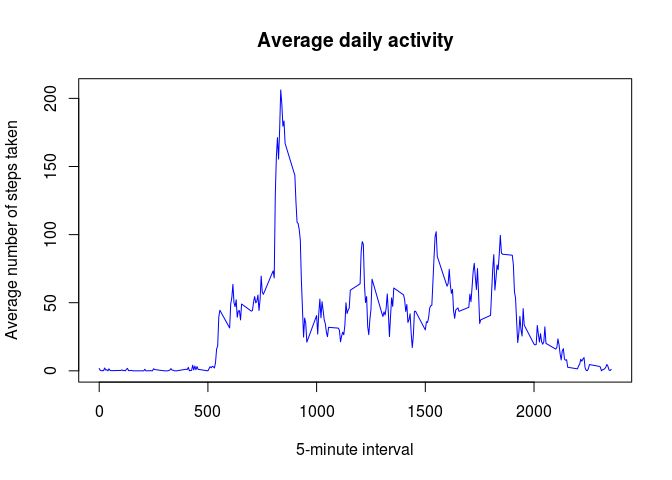 Average daily activity
Average number of steps taken
200
150
100
50
0
0 500 1000 1500 2000
5-minute interval